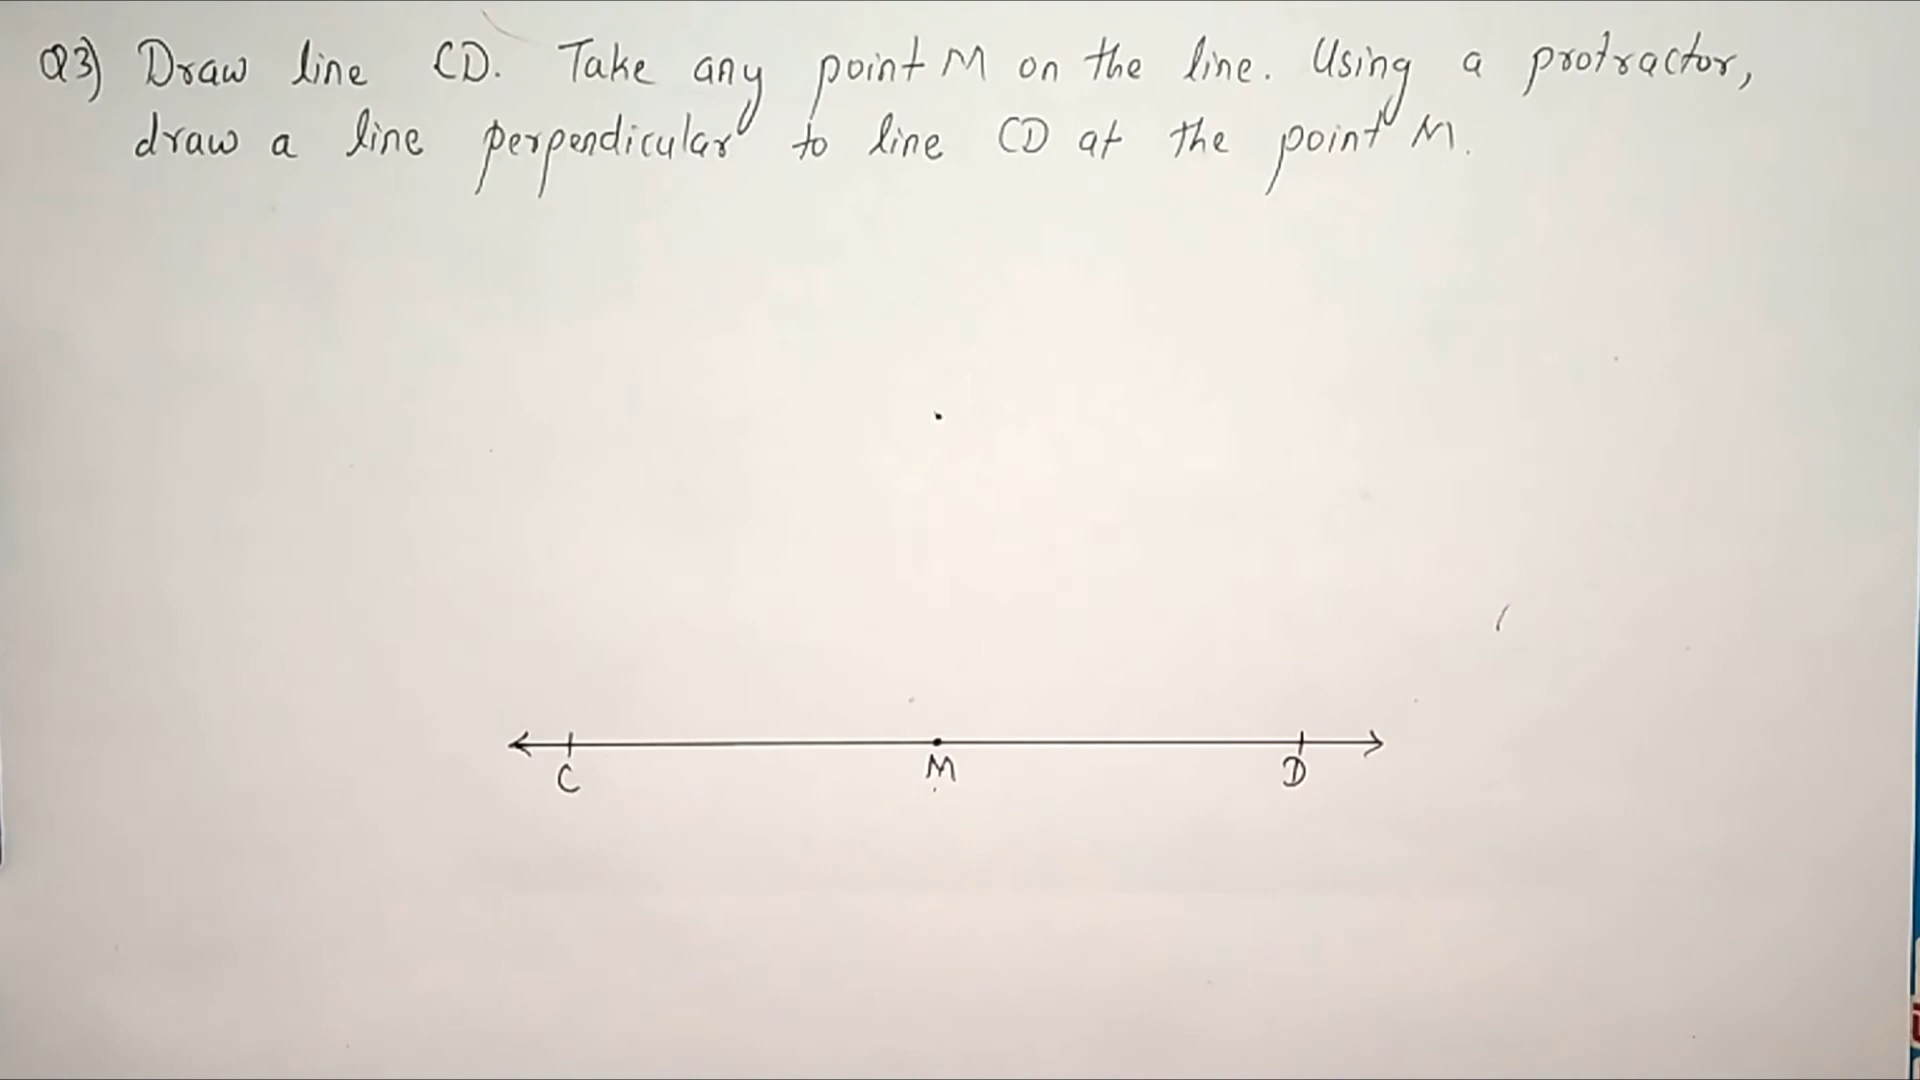 Q3) Draw line CD. Take any point M on the line. Using a protractor,
draw a line perpendicular to line CD at the point M.
C M D